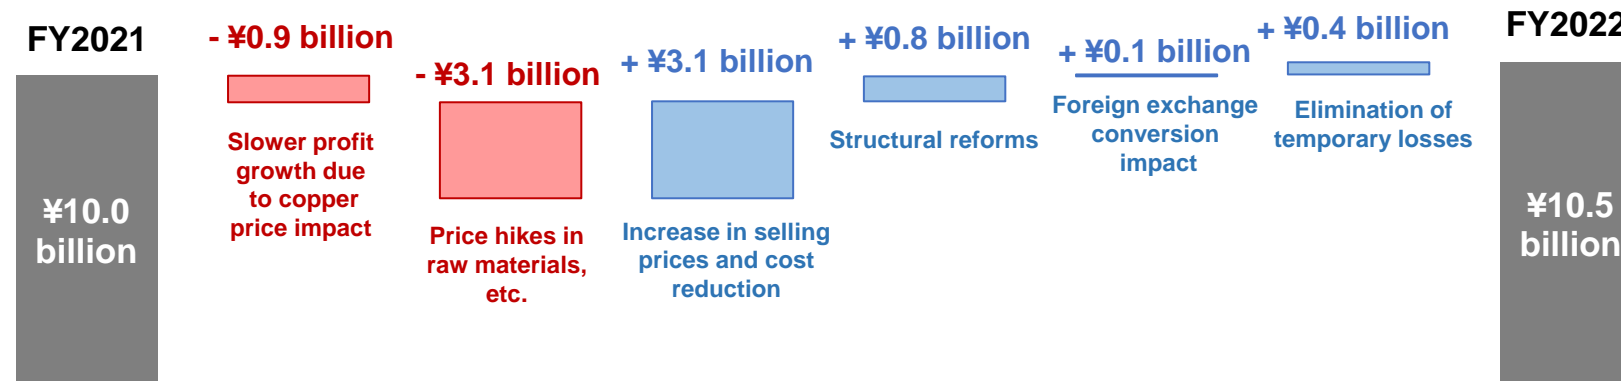 FY2021
¥10.0
billion
- ¥0.9 billion
Slower profit
growth due
to copper
price impact
- ¥3.1 billion
Price hikes in
raw materials,
etc.
+ ¥3.1 billion
Increase in selling
prices and cost
reduction
+ ¥0.8 billion
Structural reforms
+ ¥0.1 billion
Foreign exchange
conversion
impact
+ ¥0.4 billion
Elimination of
temporary losses
FY2022
¥10.5
billion